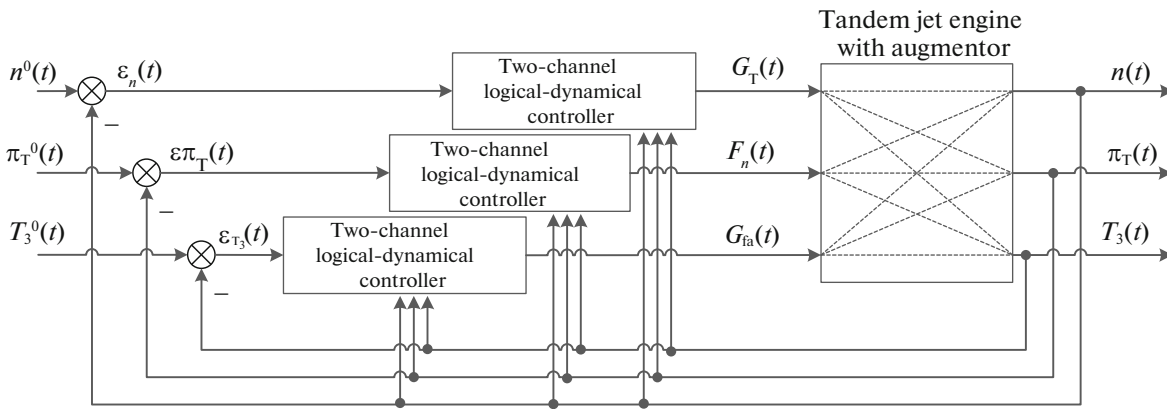 Tandem jet engine
with augmentor
n⁰(t)
εₙ(t)
Two-channel
logical-dynamical
controller
G_T(t)
n(t)
–
π_T⁰(t)
επ_T(t)
Two-channel
logical-dynamical
controller
Fₙ(t)
π_T(t)
–
T₃⁰(t)
ε_T₃(t)
Two-channel
logical-dynamical
controller
G_fa(t)
T₃(t)
–